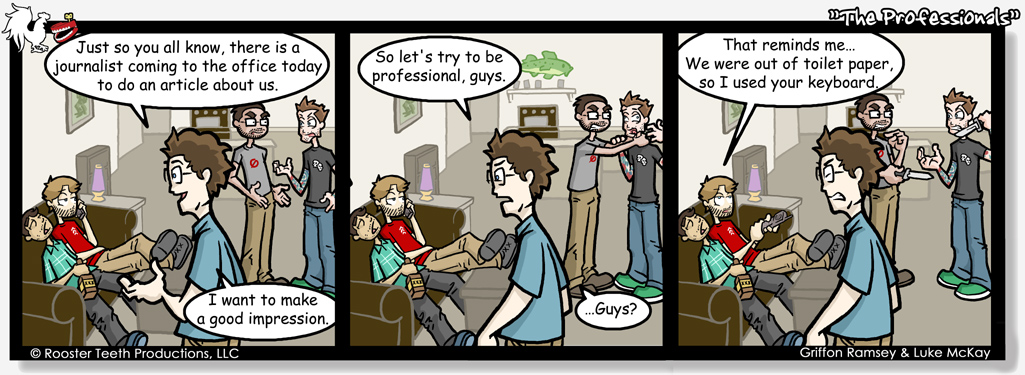 "The Professionals"
Just so you all know, there is a
journalist coming to the office today
to do an article about us.
I want to make
a good impression.
So let's try to be
professional, guys.
...Guys?
That reminds me...
We were out of toilet paper,
so I used your keyboard.
© Rooster Teeth Productions, LLC
Griffon Ramsey & Luke McKay